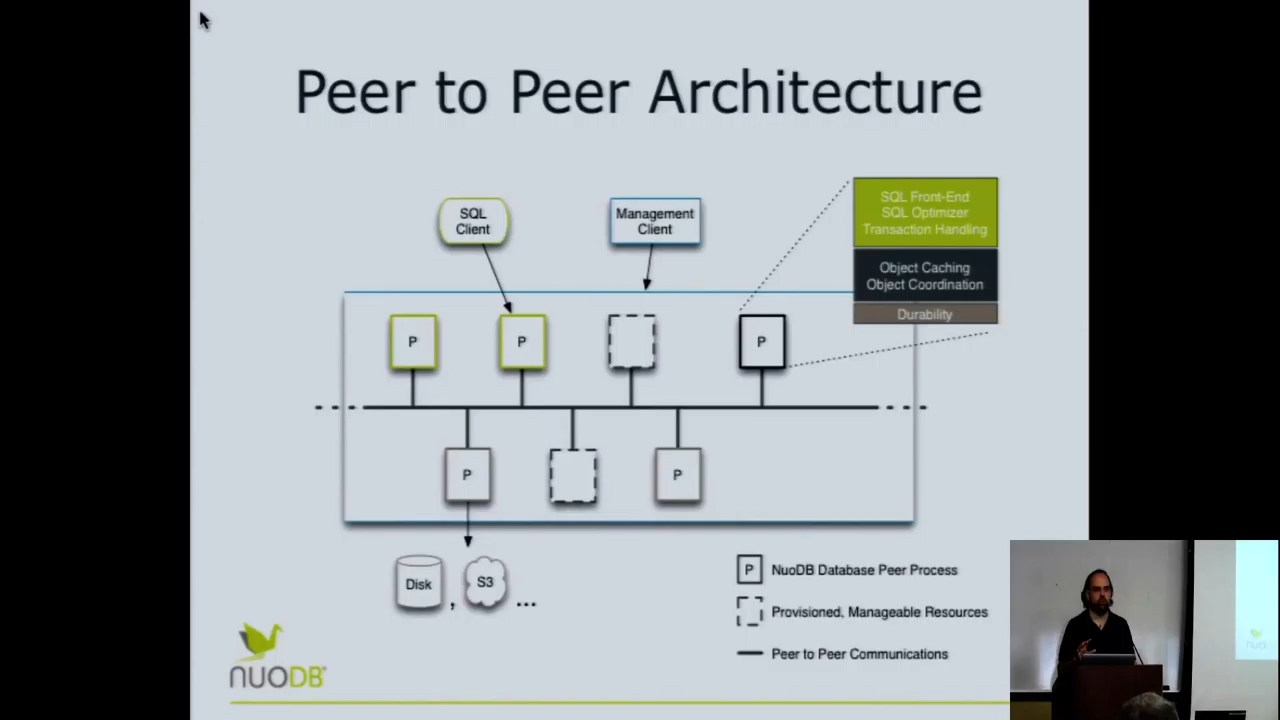 Peer to Peer Architecture
SQL
Client
Management
Client
SQL Front-End
SQL Optimizer
Transaction Handling
Object Caching
Object Coordination
Durability
P
P
P
P
P
Disk
,
S3
...
P
NuoDB Database Peer Process
Provisioned, Manageable Resources
Peer to Peer Communications
NUODB